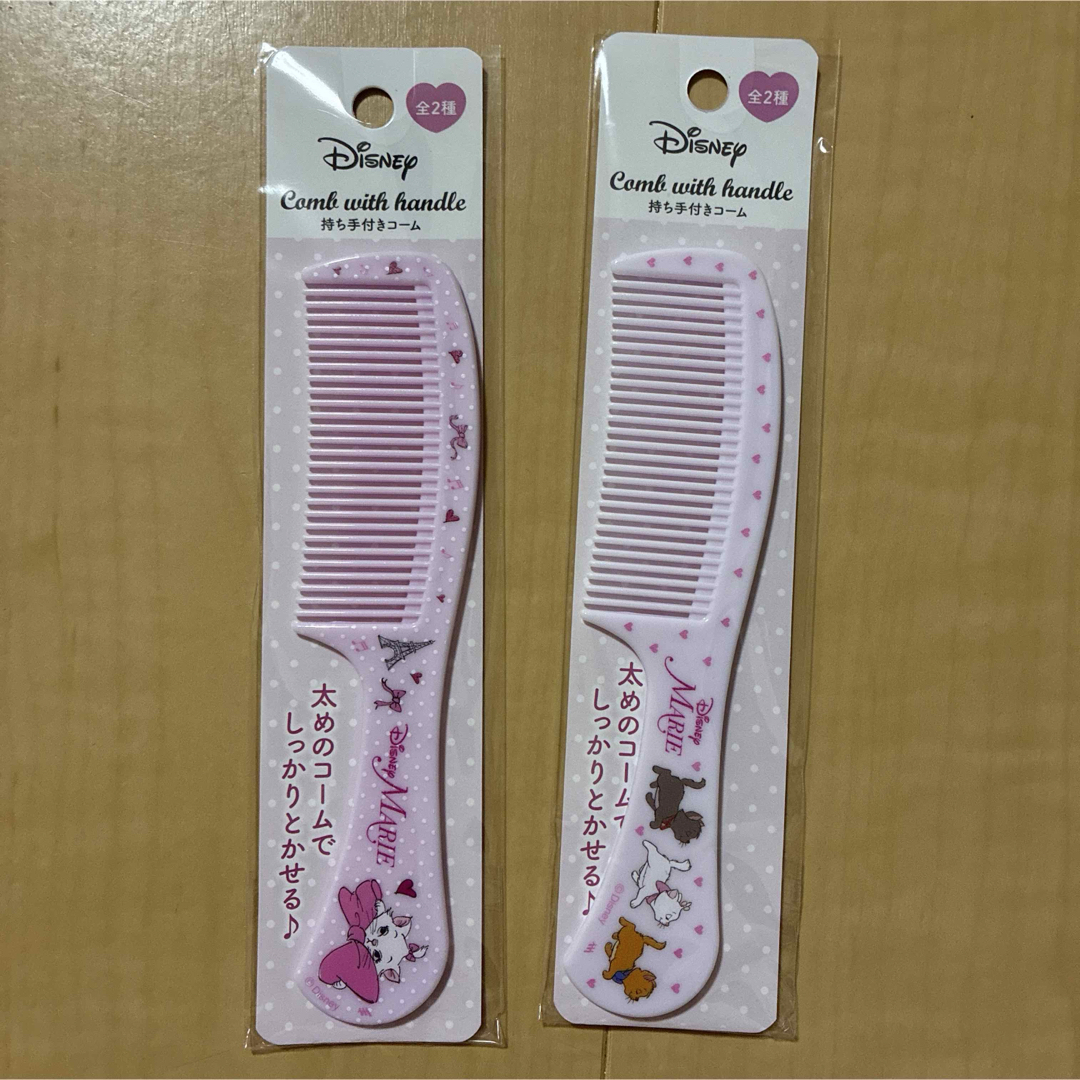 全2種
Disney
Comb with handle
持ち手付きコーム
Disney
MARIE
太めのコームで
しっかりとかせる♪
©Disney
全2種
Disney
Comb with handle
持ち手付きコーム
Disney
MARIE
太めのコームで
しっかりとかせる♪
©Disney